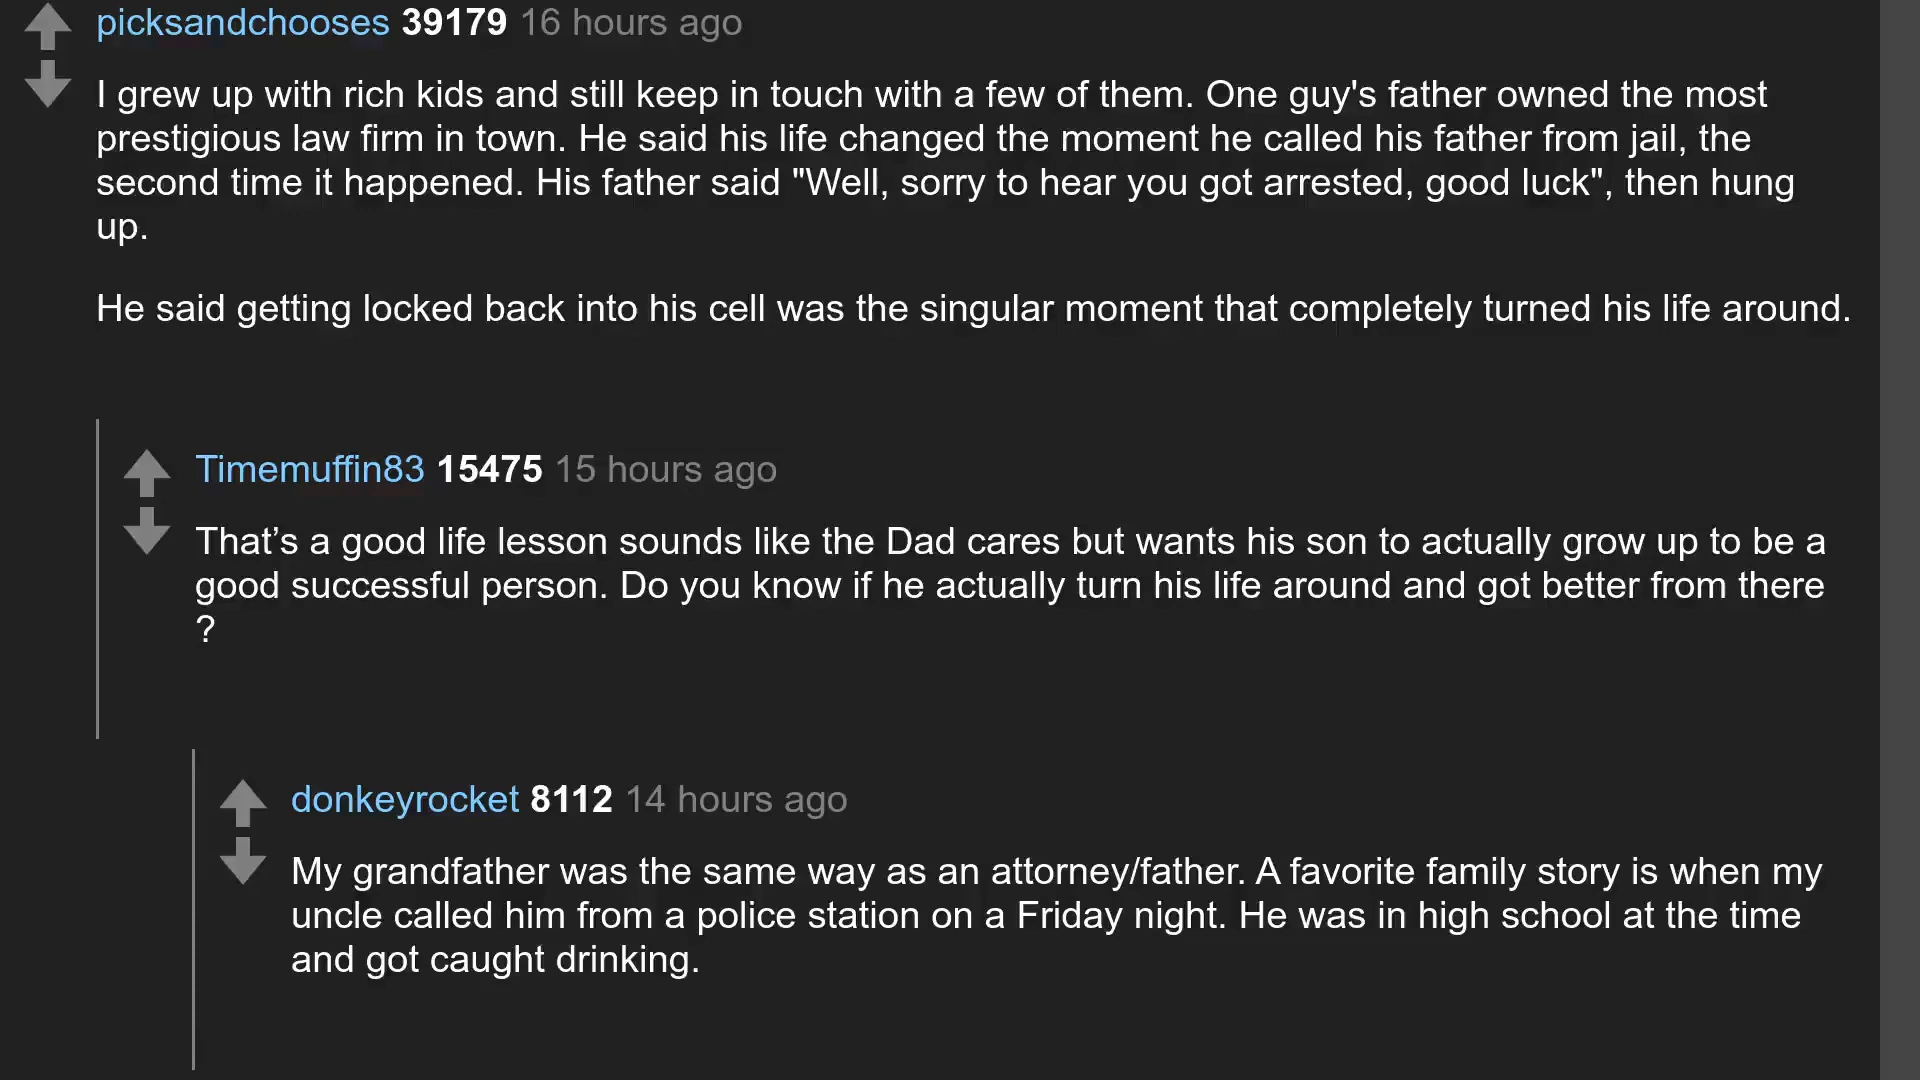 picksandchooses 39179 16 hours ago
I grew up with rich kids and still keep in touch with a few of them. One guy's father owned the most
prestigious law firm in town. He said his life changed the moment he called his father from jail, the
second time it happened. His father said "Well, sorry to hear you got arrested, good luck", then hung
up.
He said getting locked back into his cell was the singular moment that completely turned his life around.
Timemuffin83 15475 15 hours ago
That’s a good life lesson sounds like the Dad cares but wants his son to actually grow up to be a
good successful person. Do you know if he actually turn his life around and got better from there
?
donkeyrocket 8112 14 hours ago
My grandfather was the same way as an attorney/father. A favorite family story is when my
uncle called him from a police station on a Friday night. He was in high school at the time
and got caught drinking.